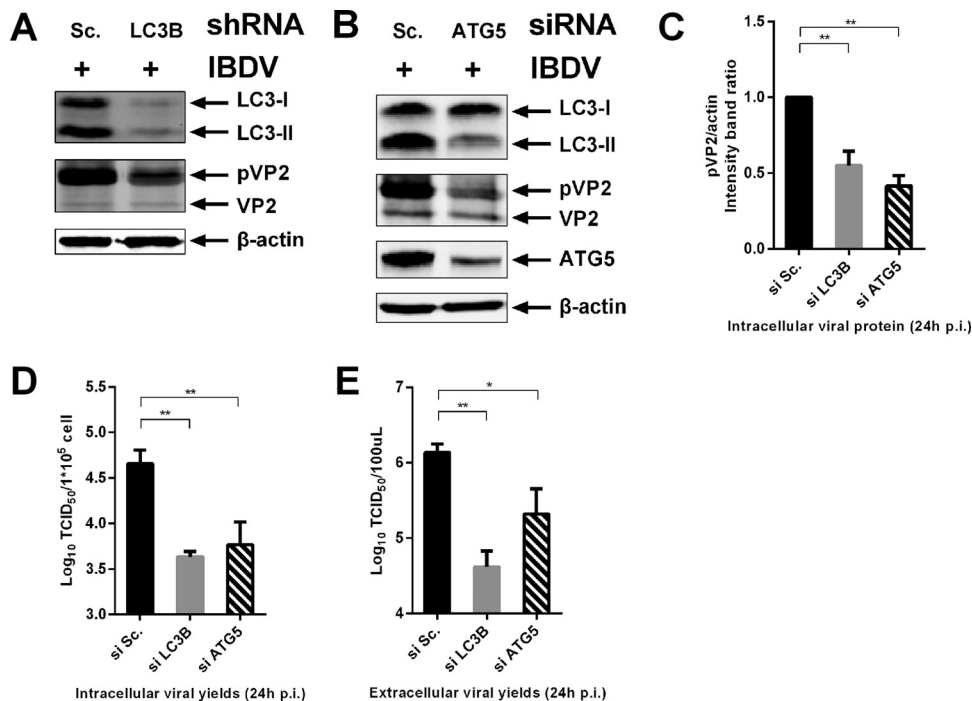 A
Sc. LC3B shRNA
+ + IBDV
LC3-I
LC3-II
pVP2
VP2
β-actin
B
Sc. ATG5 siRNA
+ + IBDV
LC3-I
LC3-II
pVP2
VP2
ATG5
β-actin
C
pVP2/actin
Intensity band ratio
1.5
1.0
0.5
0.0
**
**
si Sc.
si LC3B
si ATG5
Intracellular viral protein (24h p.i.)
D
Log₁₀ TCID₅₀/1*10⁵ cell
5.5
5.0
4.5
4.0
3.5
3.0
**
**
si Sc.
si LC3B
si ATG5
Intracellular viral yields (24h p.i.)
E
Log₁₀ TCID₅₀/100uL
7
6
5
4
*
**
si Sc.
si LC3B
si ATG5
Extracellular viral yields (24h p.i.)